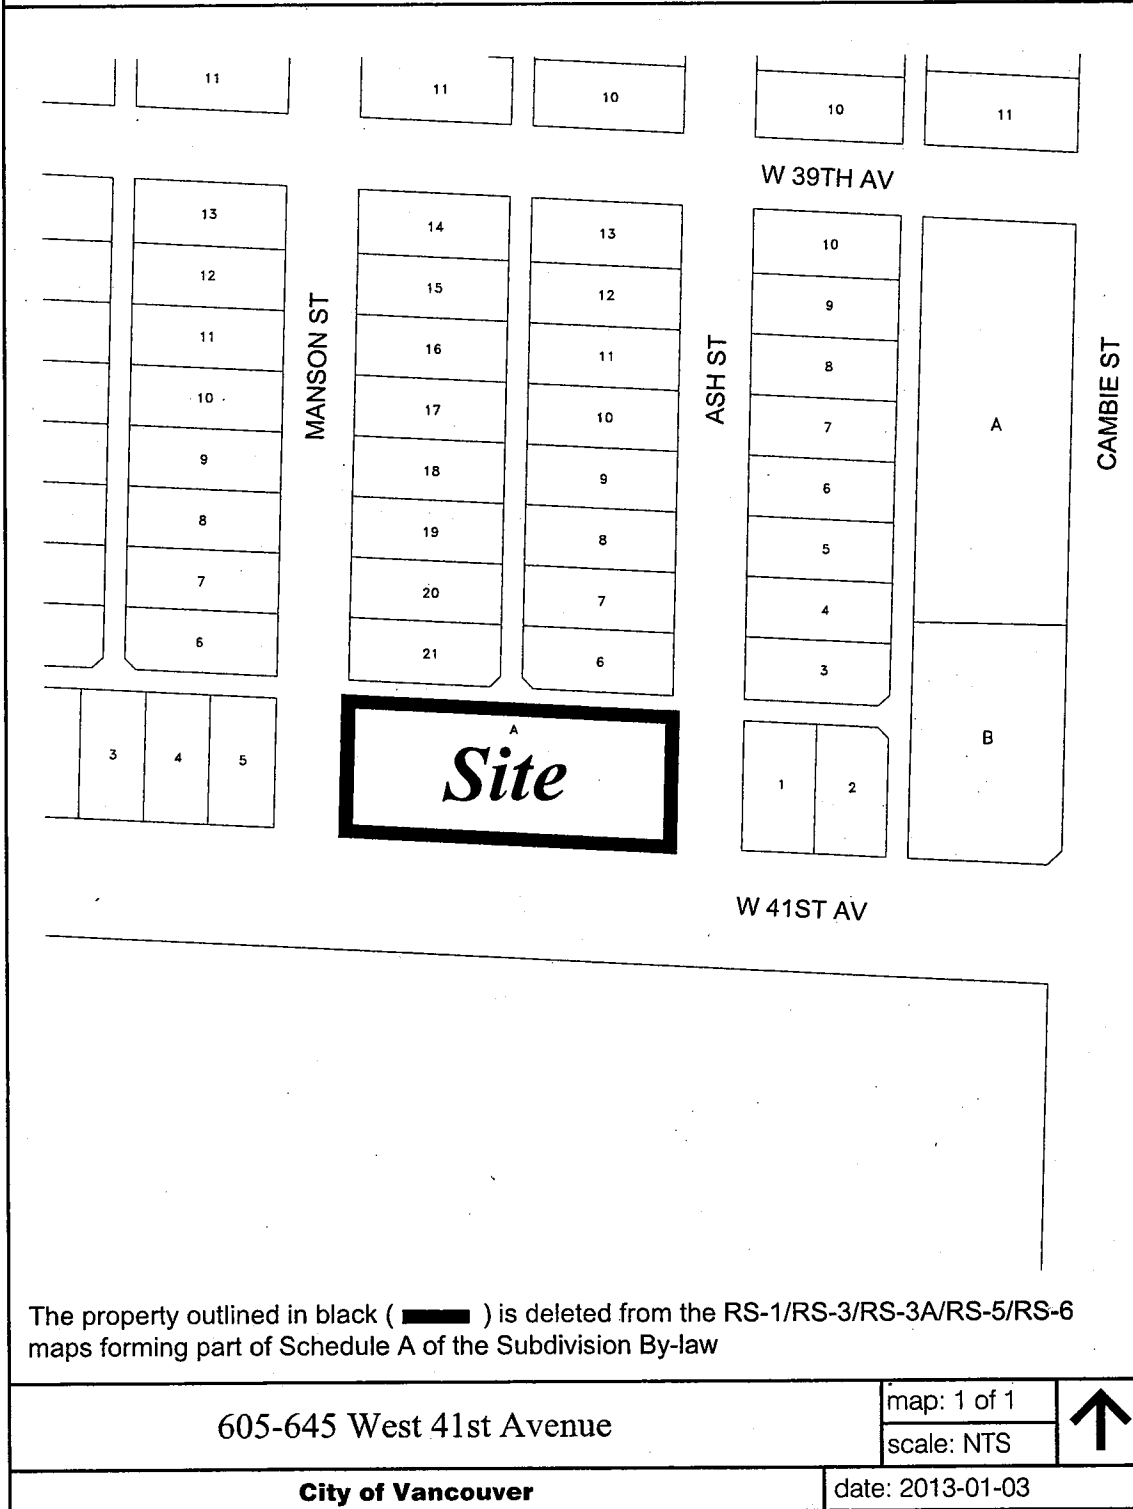 11
11
10
10
11
W 39TH AV
13
12
11
10
9
8
7
6
MANSON ST
14
15
16
17
18
19
20
21
13
12
11
10
9
8
7
6
ASH ST
10
9
8
7
6
5
4
3
A
B
CAMBIE ST
3
4
5
A
Site
1
2
W 41ST AV
The property outlined in black ( ) is deleted from the RS-1/RS-3/RS-3A/RS-5/RS-6
maps forming part of Schedule A of the Subdivision By-law
605-645 West 41st Avenue
map: 1 of 1
scale: NTS
City of Vancouver
date: 2013-01-03